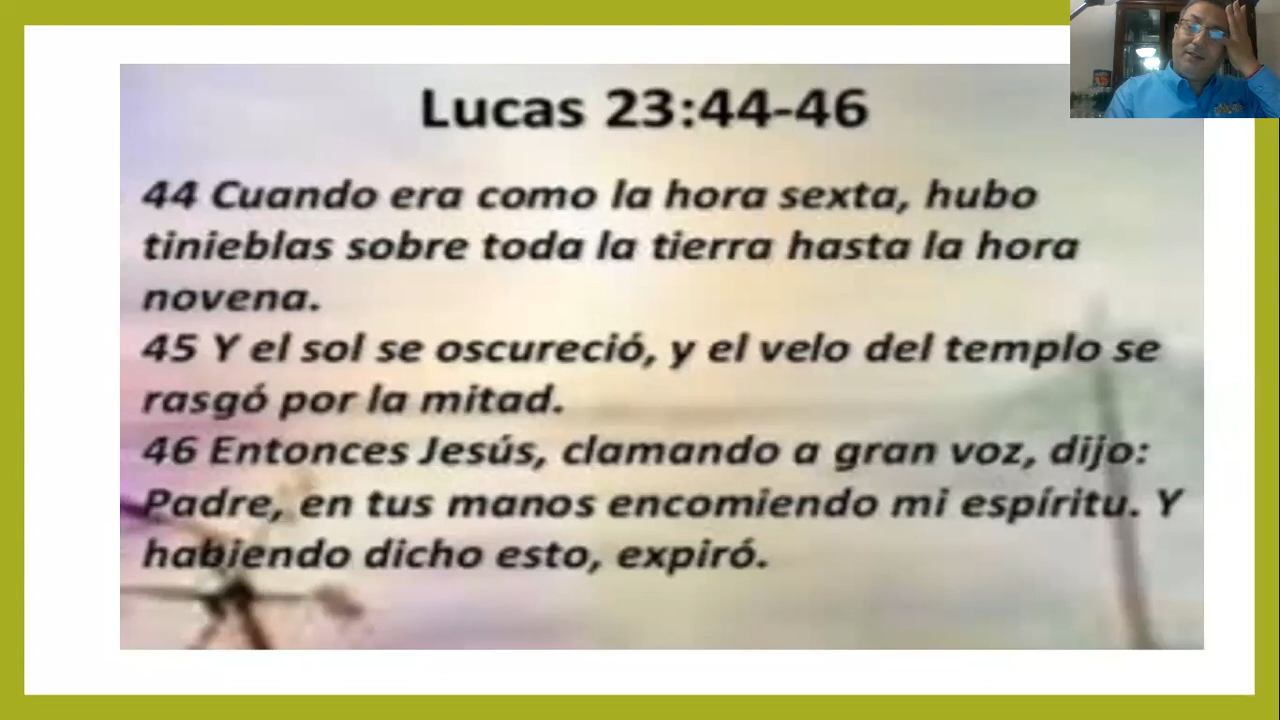 Lucas 23:44-46
44 Cuando era como la hora sexta, hubo
tinieblas sobre toda la tierra hasta la hora
novena.
45 Y el sol se oscureció, y el velo del templo se
rasgó por la mitad.
46 Entonces Jesús, clamando a gran voz, dijo:
Padre, en tus manos encomiendo mi espíritu. Y
habiendo dicho esto, expiró.